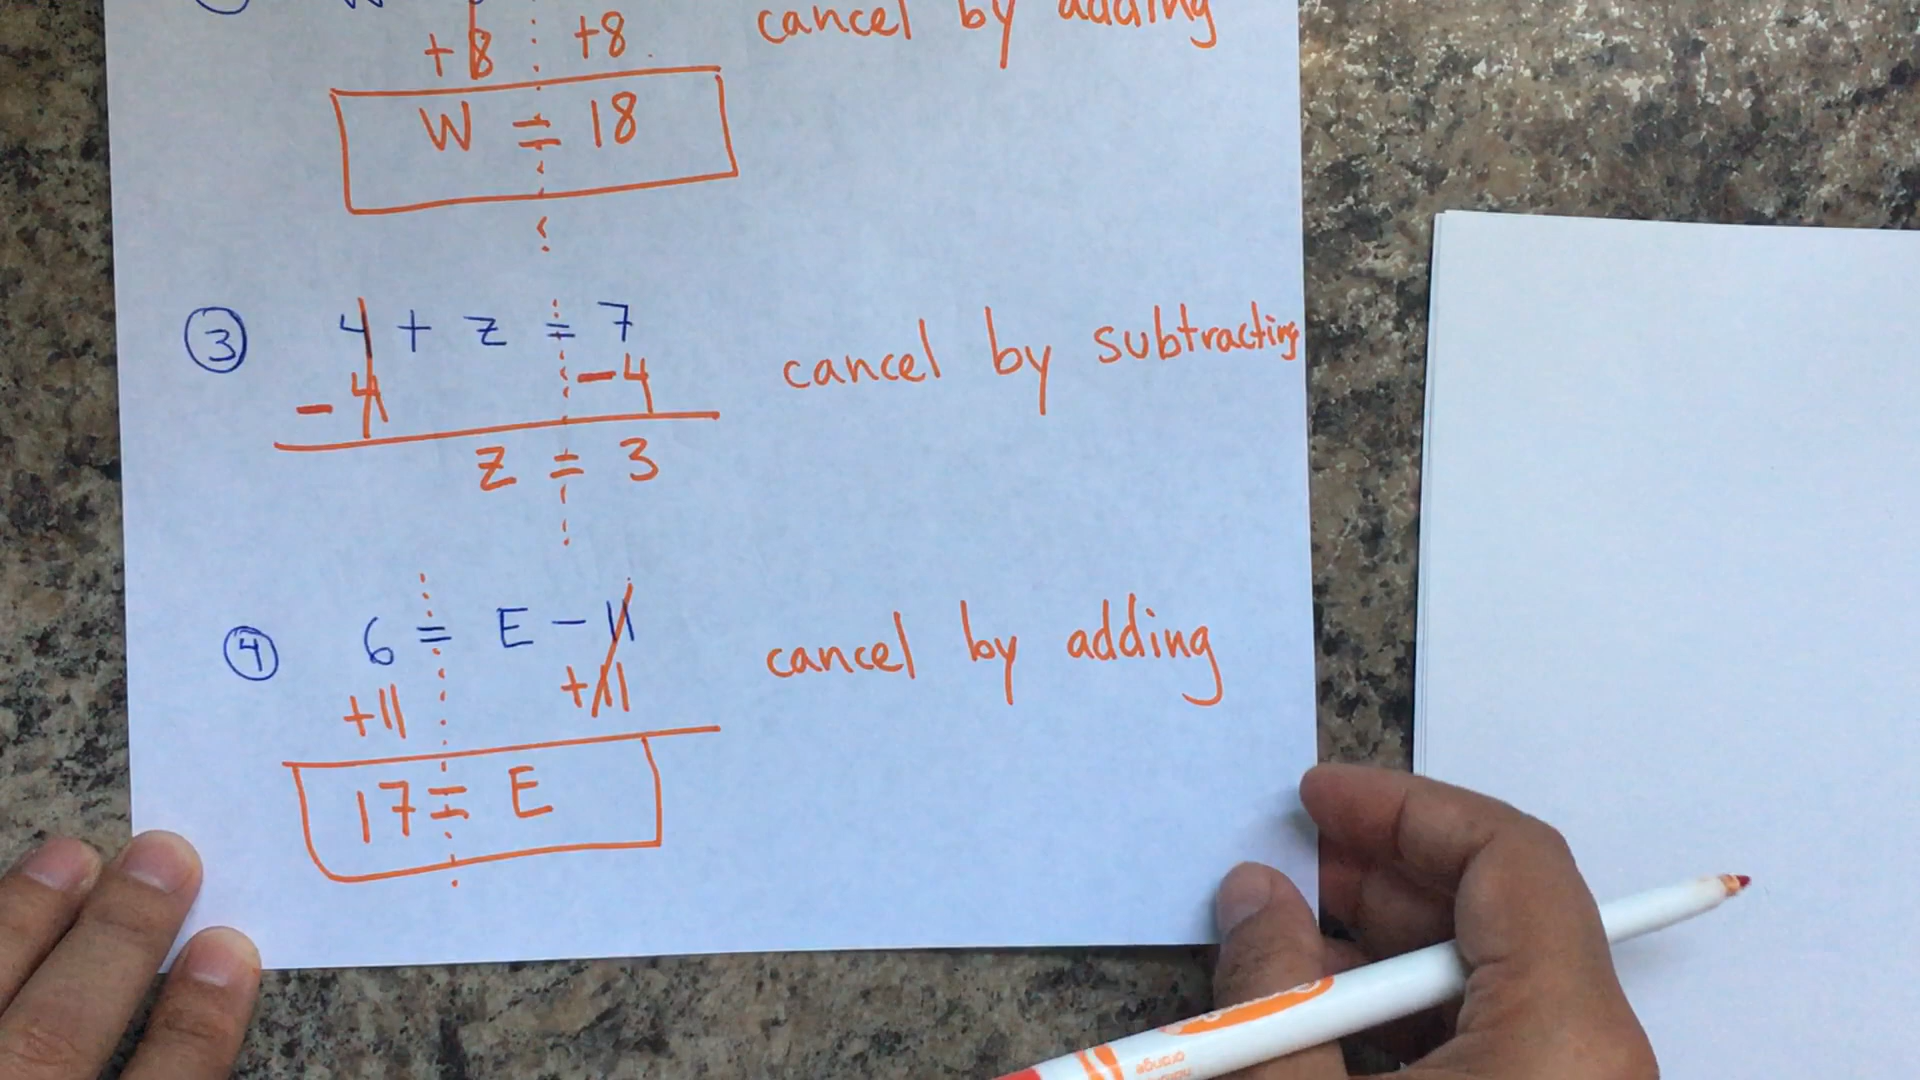 +8 +8 cancel by adding
W = 18
③ 4 + z = 7 cancel by subtracting
- 4 - 4
z = 3
④ 6 = E - 11 cancel by adding
+11 +11
17 = E
orange